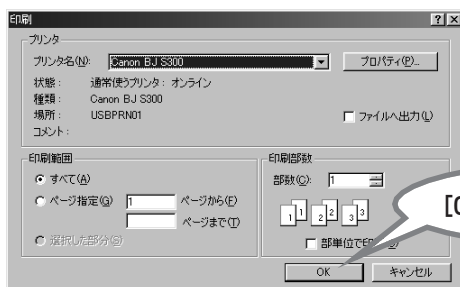 印刷
プリンタ
プリンタ名(N): Canon BJ S300 プロパティ(P)...
状態: 通常使うプリンタ: オンライン
種類: Canon BJ S300
場所: USBPRN01 ファイルへ出力(L)
コメント:
印刷範囲
すべて(A)
ページ指定(G) 1 ページから(F)
ページまで(T)
選択した部分(S)
印刷部数
部数(C): 1
1 1 2 2 3 3
部単位で印
OK キャンセル